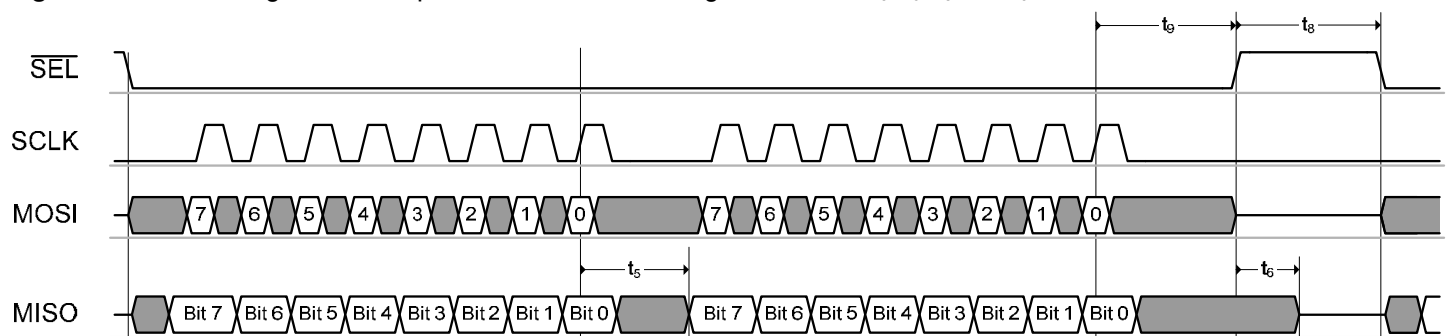 t9 t8
SEL
SCLK
MOSI 7 6 5 4 3 2 1 0 7 6 5 4 3 2 1 0
t5 t6
MISO Bit 7 Bit 6 Bit 5 Bit 4 Bit 3 Bit 2 Bit 1 Bit 0 Bit 7 Bit 6 Bit 5 Bit 4 Bit 3 Bit 2 Bit 1 Bit 0